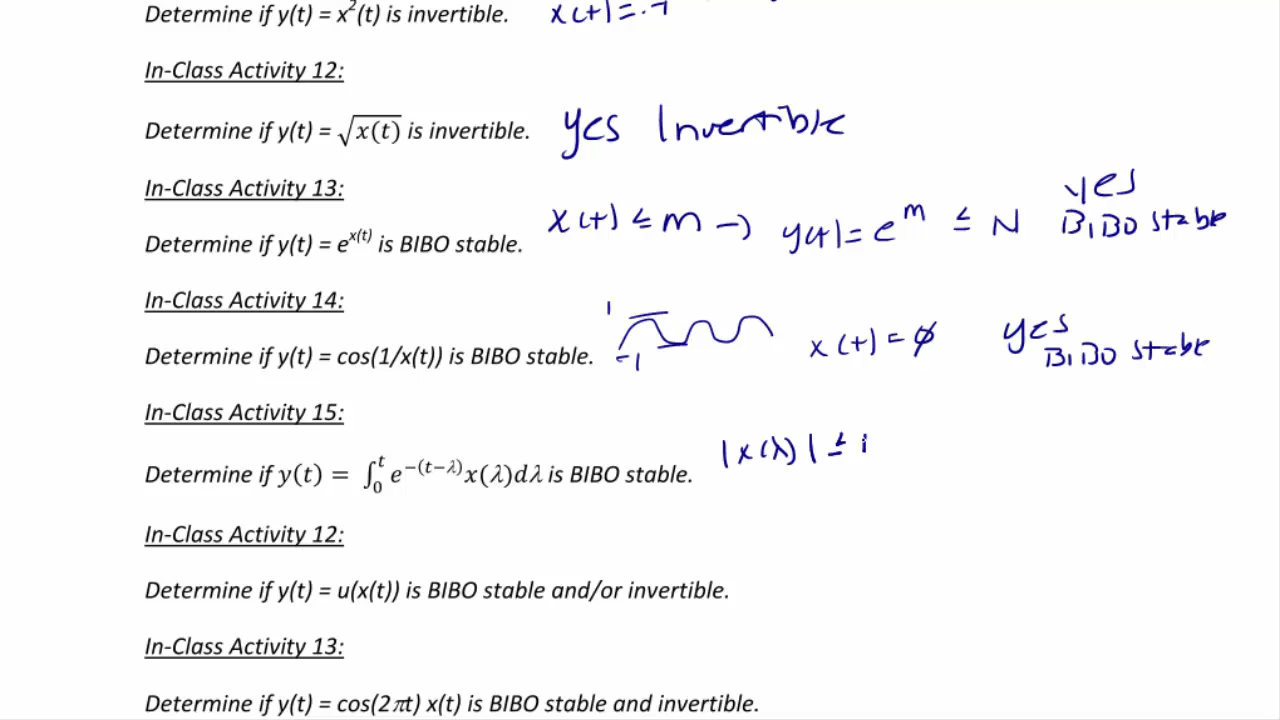 Determine if y(t) = x²(t) is invertible. x(t) =
In-Class Activity 12:
Determine if y(t) = √x(t) is invertible. yes Invertible
In-Class Activity 13:
yes
Determine if y(t) = e^x(t) is BIBO stable. x(t) ≤ m → y(t) = e^m ≤ N BIBO stable
In-Class Activity 14:
1
Determine if y(t) = cos(1/x(t)) is BIBO stable. -1 x(t) = φ yes BIBO stable
In-Class Activity 15:
|x(λ)| ≤
Determine if y(t) = ∫₀ᵗ e^−(t−λ) x(λ)dλ is BIBO stable.
In-Class Activity 12:
Determine if y(t) = u(x(t)) is BIBO stable and/or invertible.
In-Class Activity 13:
Determine if y(t) = cos(2πt) x(t) is BIBO stable and invertible.